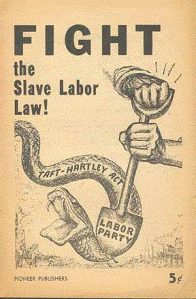 FIGHT
the
Slave Labor
Law!
TAFT-HARTLEY ACT
LABOR
PARTY
PIONEER PUBLISHERS
5¢